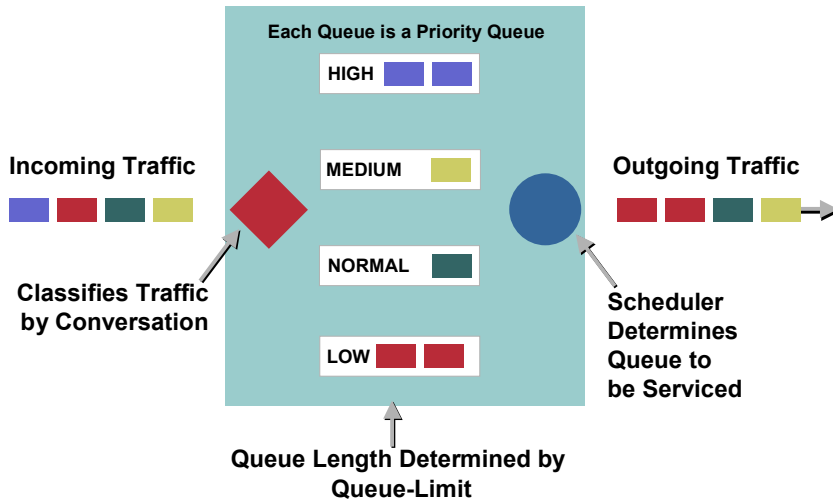 Each Queue is a Priority Queue
HIGH
Incoming Traffic
MEDIUM
Outgoing Traffic
Classifies Traffic
by Conversation
NORMAL
Scheduler
Determines
Queue to
be Serviced
LOW
Queue Length Determined by
Queue-Limit